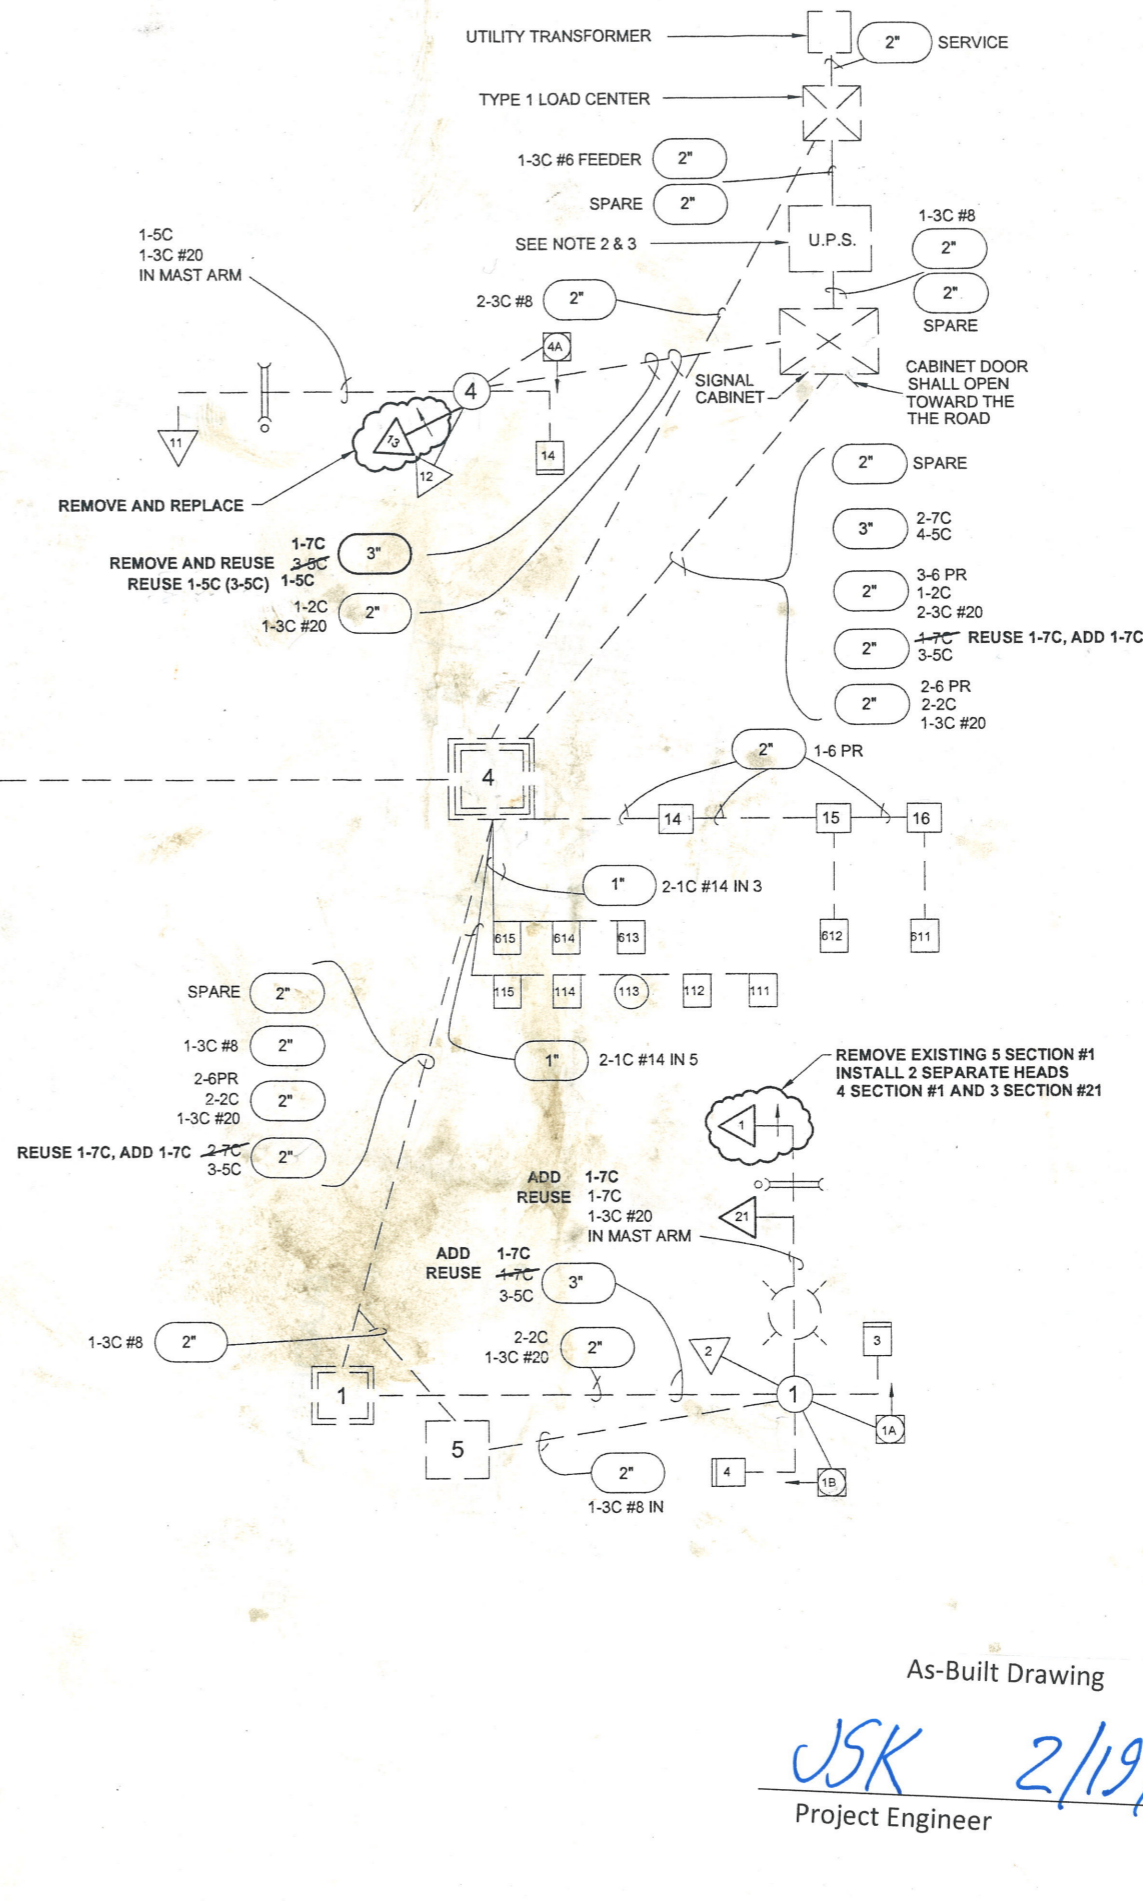 UTILITY TRANSFORMER
2" SERVICE
TYPE 1 LOAD CENTER
1-3C #6 FEEDER 2"
SPARE 2"
SEE NOTE 2 & 3
U.P.S.
1-3C #8
2"
2"
SPARE
1-5C
1-3C #20
IN MAST ARM
2-3C #8 2"
4A
4
SIGNAL
CABINET
CABINET DOOR
SHALL OPEN
TOWARD THE
THE ROAD
11
13
12
14
REMOVE AND REPLACE
2" SPARE
3" 2-7C
4-5C
1-7C
REMOVE AND REUSE 3-5C 3"
REUSE 1-5C (3-5C) 1-5C
1-2C
1-3C #20 2"
2" 3-6 PR
1-2C
2-3C #20
2" 1-7C REUSE 1-7C, ADD 1-7C
3-5C
2" 2-6 PR
2-2C
1-3C #20
2" 1-6 PR
4
14
15
16
1" 2-1C #14 IN 3
615
614
613
612
611
115
114
113
112
111
SPARE 2"
1-3C #8 2"
2-6PR
2-2C 2"
1-3C #20
REUSE 1-7C, ADD 1-7C 2-7C 2"
3-5C
1" 2-1C #14 IN 5
REMOVE EXISTING 5 SECTION #1
INSTALL 2 SEPARATE HEADS
4 SECTION #1 AND 3 SECTION #21
1
ADD 1-7C
REUSE 1-7C
1-3C #20
IN MAST ARM
21
ADD 1-7C
REUSE 1-7C 3"
3-5C
2-2C
1-3C #20 2"
1-3C #8 2"
2
3
1
1
1A
5
2"
1-3C #8 IN
4
1B
As-Built Drawing
JSK 2/19/
Project Engineer